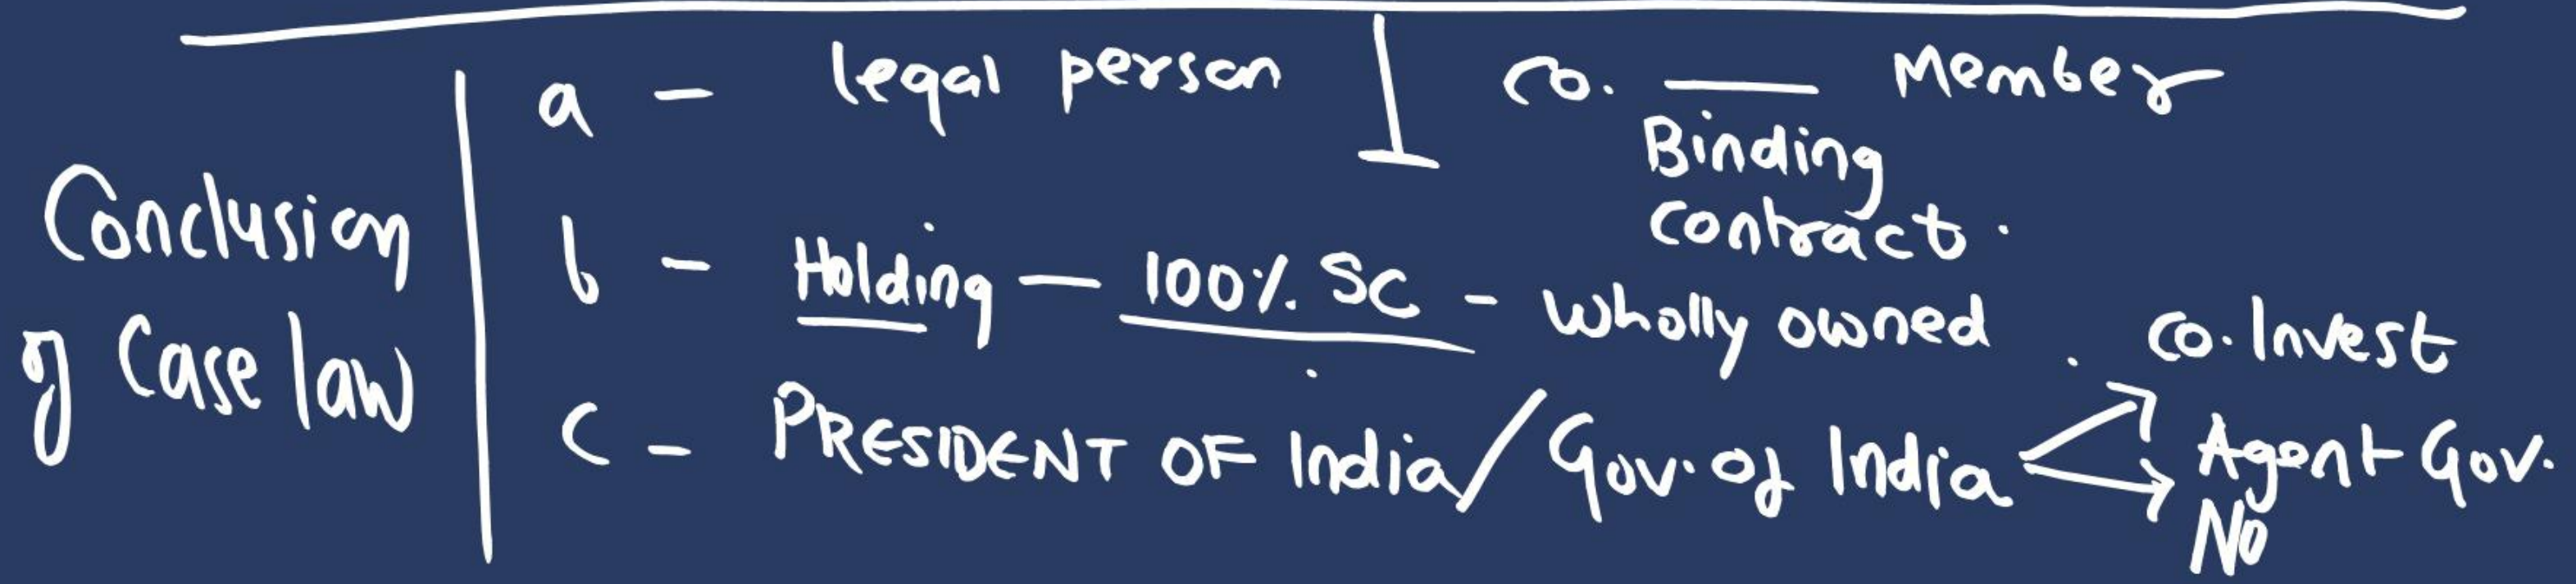 a — legal person
Co. — Member
Binding
contract.
Conclusion
of Case law
b - Holding — 100% SC - Wholly owned
c - PRESIDENT OF India/Gov. of India
Co. Invest
Agent Gov.
No